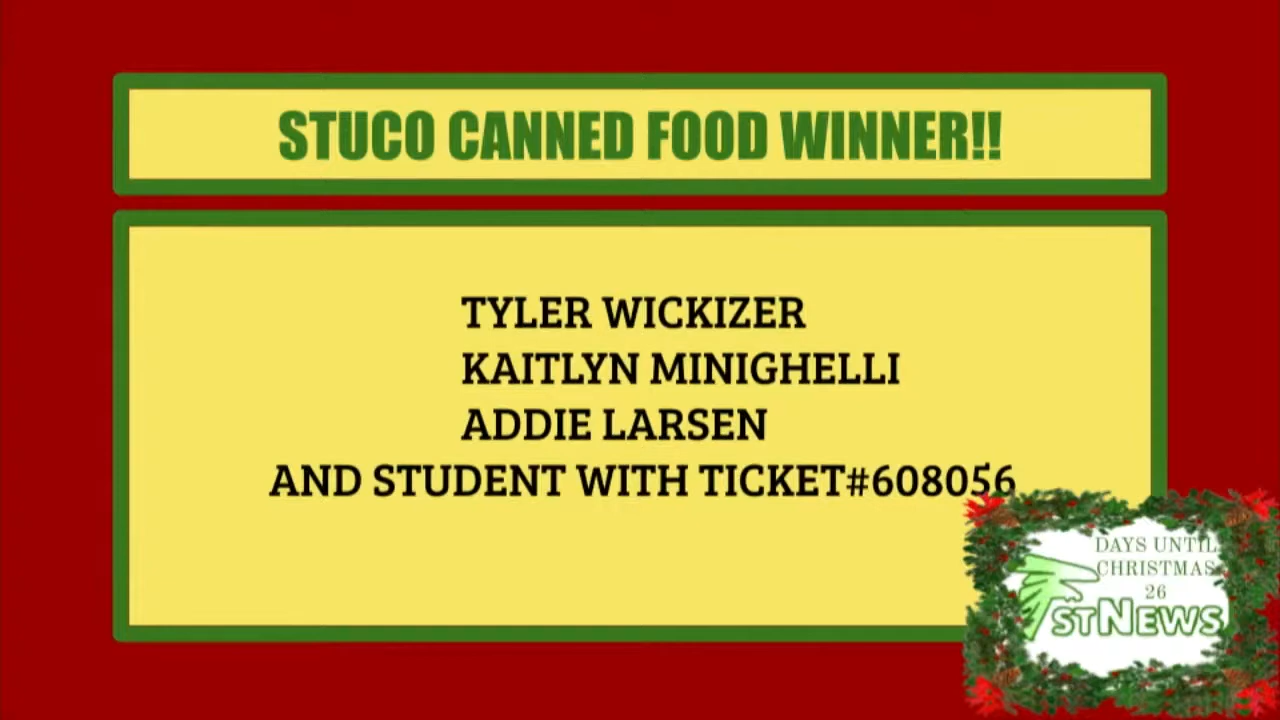 STUCO CANNED FOOD WINNER!!
TYLER WICKIZER
KAITLYN MINIGHELLI
ADDIE LARSEN
AND STUDENT WITH TICKET#608056
DAYS UNTIL
CHRISTMAS
26
STNEWS